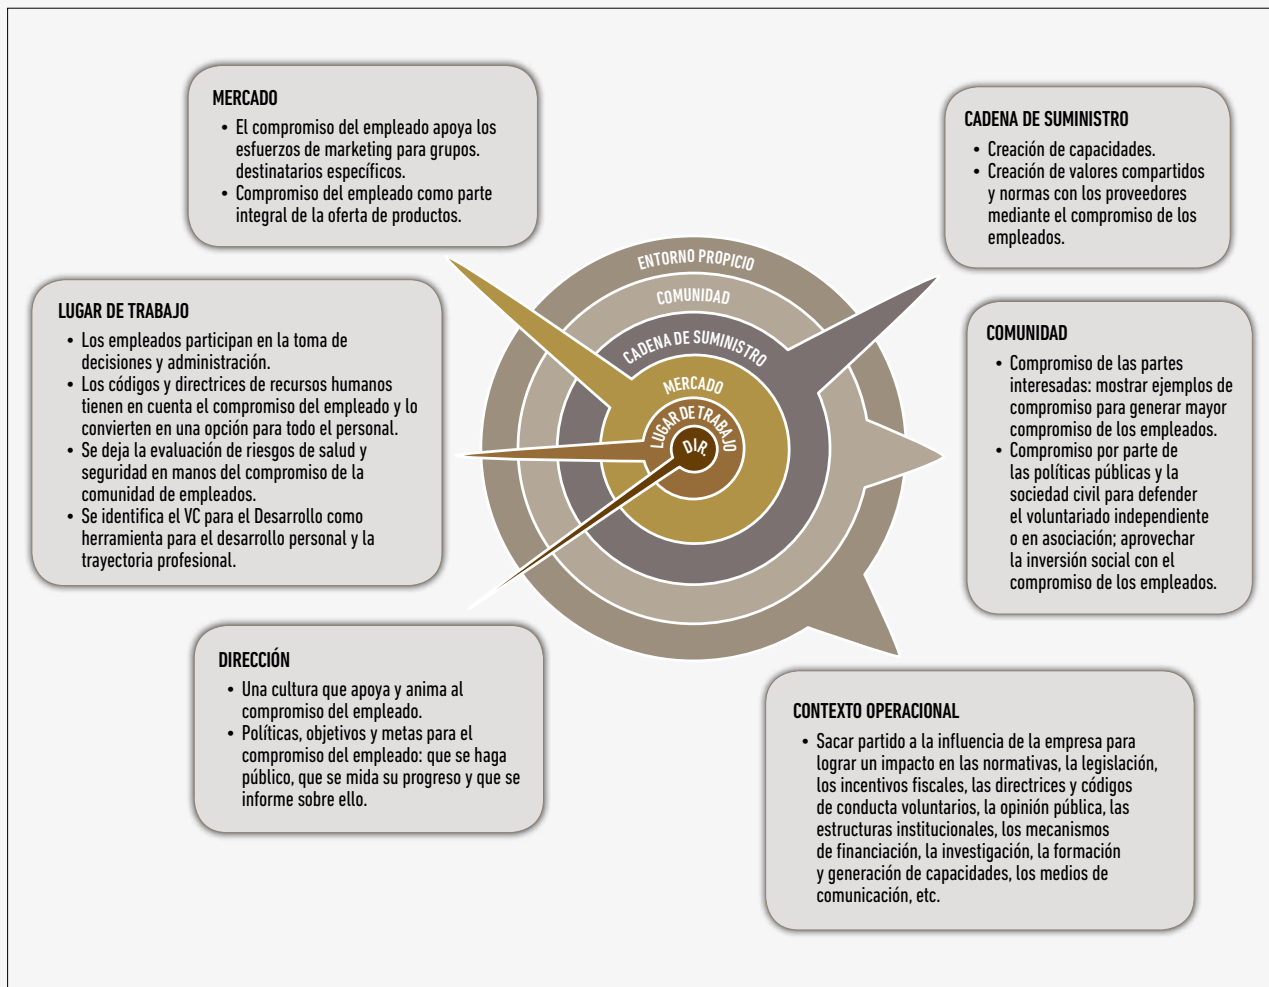 MERCADO
• El compromiso del empleado apoya los
esfuerzos de marketing para grupos.
destinatarios específicos.
• Compromiso del empleado como parte
integral de la oferta de productos.
CADENA DE SUMINISTRO
• Creación de capacidades.
• Creación de valores compartidos
y normas con los proveedores
mediante el compromiso de los
empleados.
LUGAR DE TRABAJO
• Los empleados participan en la toma de
decisiones y administración.
• Los códigos y directrices de recursos humanos
tienen en cuenta el compromiso del empleado y lo
convierten en una opción para todo el personal.
• Se deja la evaluación de riesgos de salud y
seguridad en manos del compromiso de la
comunidad de empleados.
• Se identifica el VC para el Desarrollo como
herramienta para el desarrollo personal y la
trayectoria profesional.
ENTORNO PROPICIO
COMUNIDAD
CADENA DE SUMINISTRO
MERCADO
LUGAR DE TRABAJO
DIR.
COMUNIDAD
• Compromiso de las partes
interesadas: mostrar ejemplos de
compromiso para generar mayor
compromiso de los empleados.
• Compromiso por parte de
las políticas públicas y la
sociedad civil para defender
el voluntariado independiente
o en asociación; aprovechar
la inversión social con el
compromiso de los empleados.
DIRECCIÓN
• Una cultura que apoya y anima al
compromiso del empleado.
• Políticas, objetivos y metas para el
compromiso del empleado: que se haga
público, que se mida su progreso y que se
informe sobre ello.
CONTEXTO OPERACIONAL
• Sacar partido a la influencia de la empresa para
lograr un impacto en las normativas, la legislación,
los incentivos fiscales, las directrices y códigos
de conducta voluntarios, la opinión pública, las
estructuras institucionales, los mecanismos
de financiación, la investigación, la formación
y generación de capacidades, los medios de
comunicación, etc.